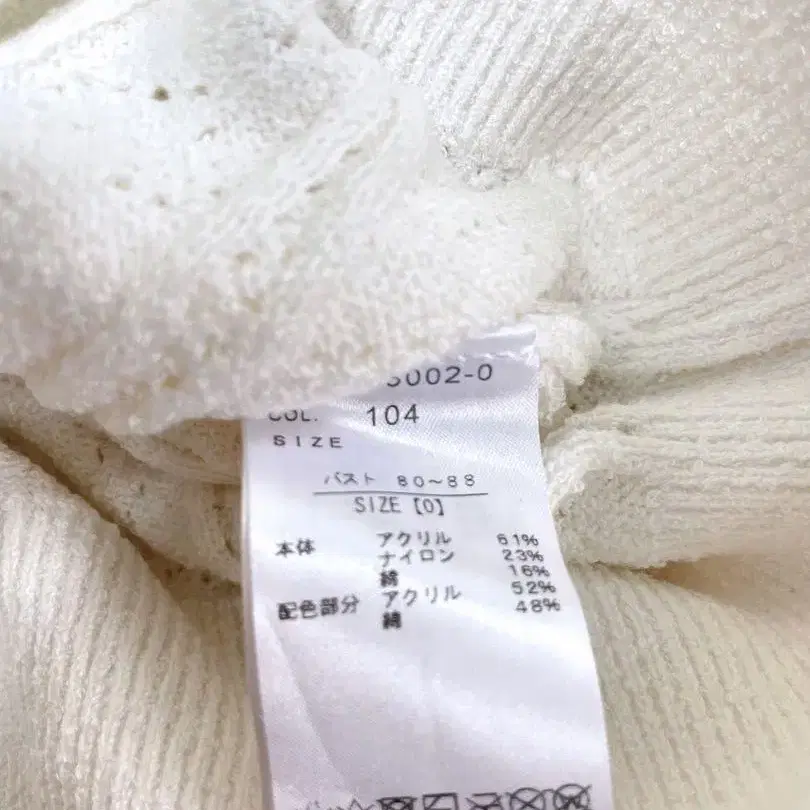 3002-0
COL. 104
SIZE
バスト 80~88
SIZE [0]
本体 アクリル 61%
ナイロン 23%
綿 16%
配色部分 アクリル 52%
綿 48%